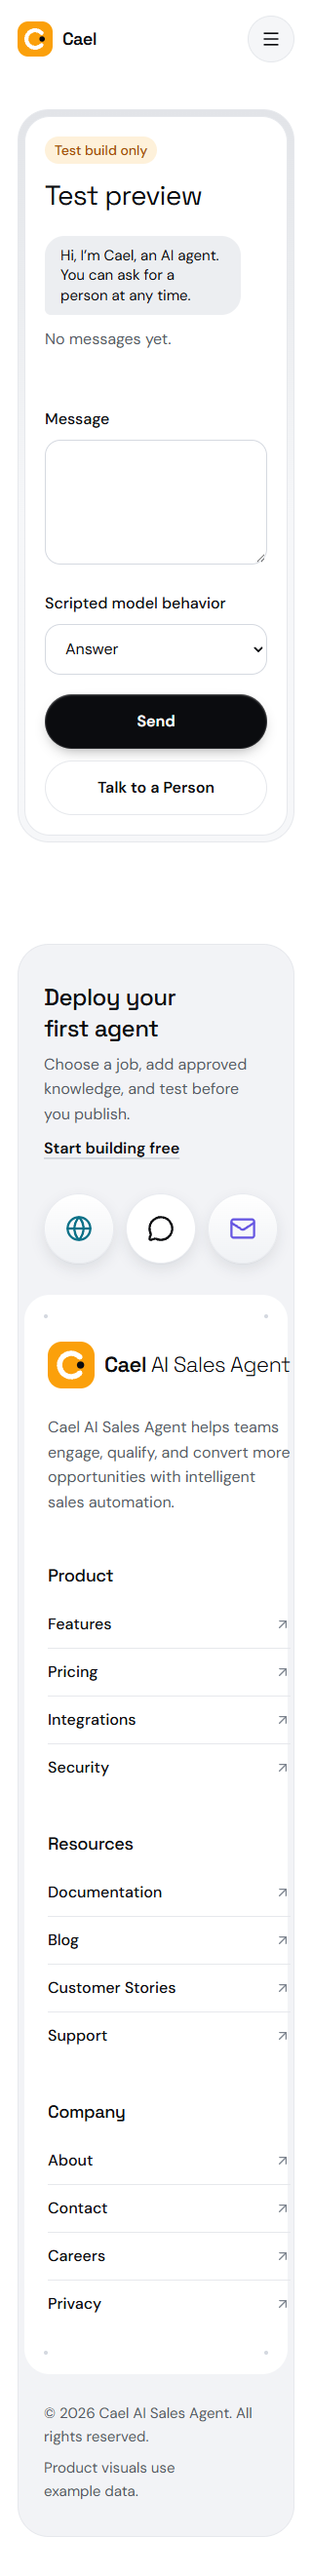 Cael
Test build only
Test preview
Hi, I'm Cael, an AI agent.
You can ask for a
person at any time.
No messages yet.
Message
Scripted model behavior
Answer
Send
Talk to a Person
Deploy your
first agent
Choose a job, add approved
knowledge, and test before
you publish.
Start building free
Cael AI Sales Agent
Cael AI Sales Agent helps teams
engage, qualify, and convert more
opportunities with intelligent
sales automation.
Product
Features
Pricing
Integrations
Security
Resources
Documentation
Blog
Customer Stories
Support
Company
About
Contact
Careers
Privacy
© 2026 Cael AI Sales Agent. All
rights reserved.
Product visuals use
example data.